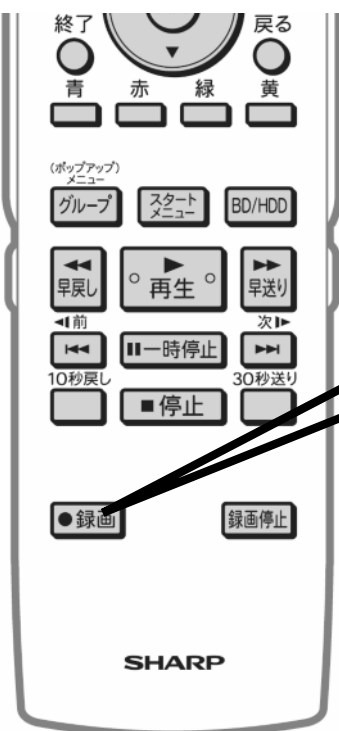 終了 戻る
青 赤 緑 黄
(ポップアップ)
メニュー
グループ スタート メニュー BD/HDD
早戻し 再生 早送り
前 次
一時停止
10秒戻し 30秒送り
停止
録画 録画停止
SHARP